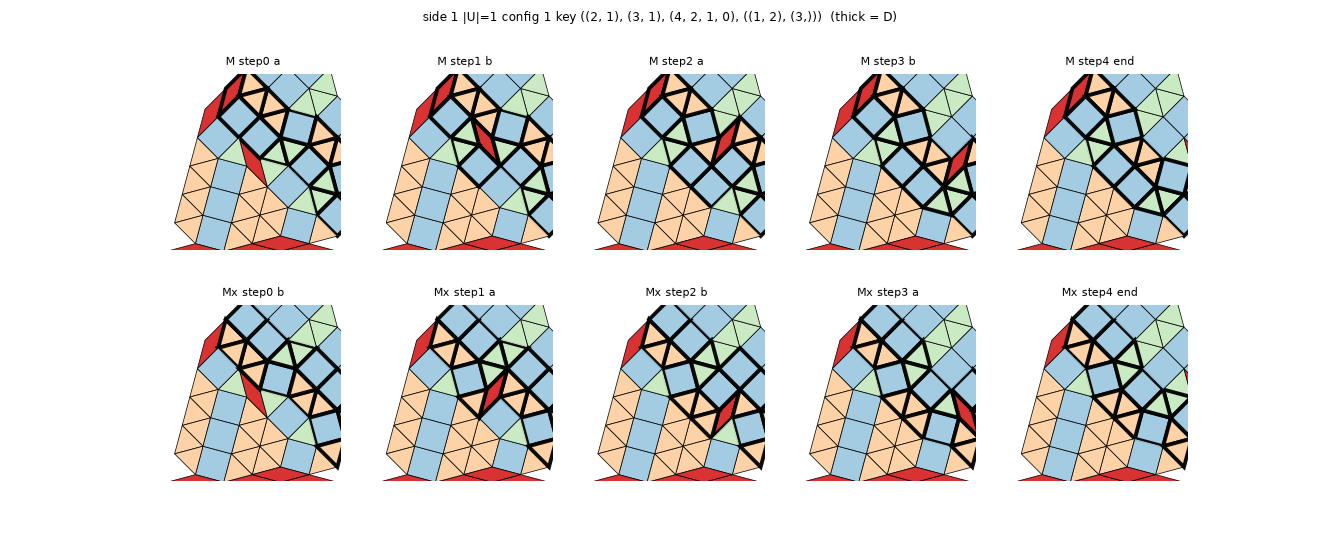 side 1 |U|=1 config 1 key ((2, 1), (3, 1), (4, 2, 1, 0), ((1, 2), (3,))) (thick = D)
M step0 a
M step1 b
M step2 a
M step3 b
M step4 end
Mx step0 b
Mx step1 a
Mx step2 b
Mx step3 a
Mx step4 end